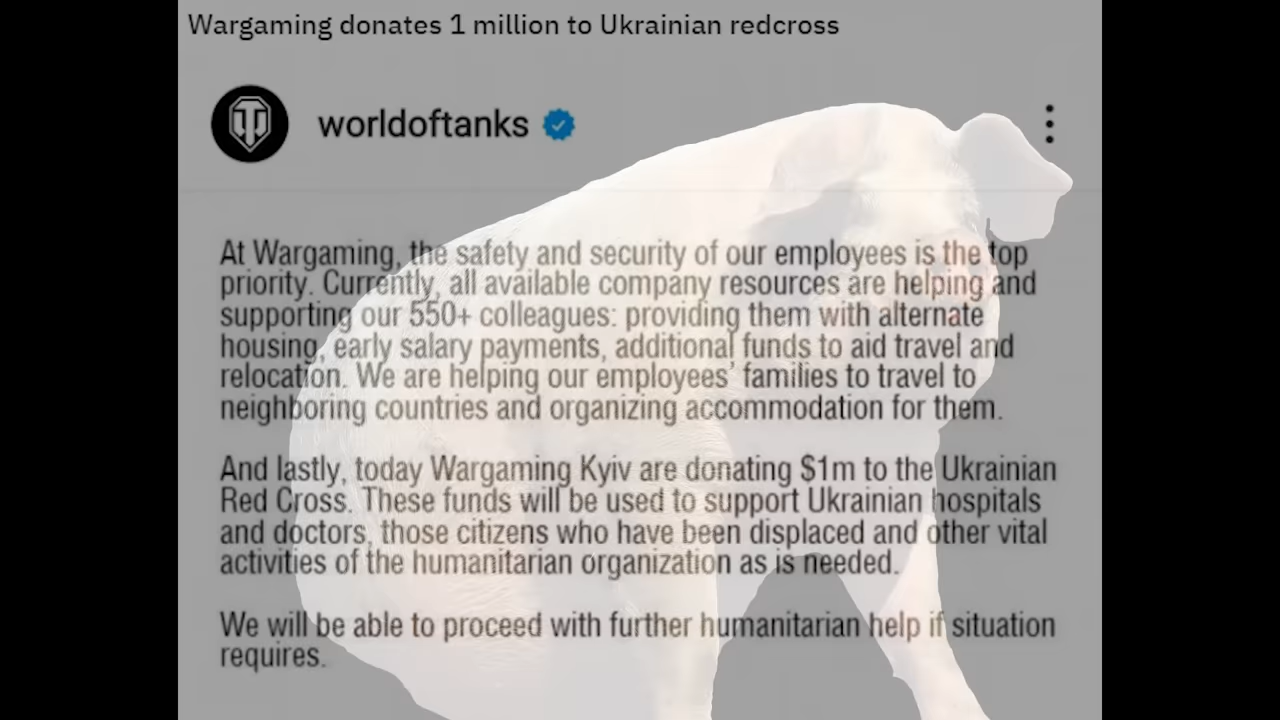 Wargaming donates 1 million to Ukrainian redcross
worldoftanks
At Wargaming, the safety and security of our employees is the top
priority. Currently, all available company resources are helping and
supporting our 550+ colleagues: providing them with alternate
housing, early salary payments, additional funds to aid travel and
relocation. We are helping our employees' families to travel to
neighboring countries and organizing accommodation for them.
And lastly, today Wargaming Kyiv are donating $1m to the Ukrainian
Red Cross. These funds will be used to support Ukrainian hospitals
and doctors, those citizens who have been displaced and other vital
activities of the humanitarian organization as is needed.
We will be able to proceed with further humanitarian help if situation
requires.